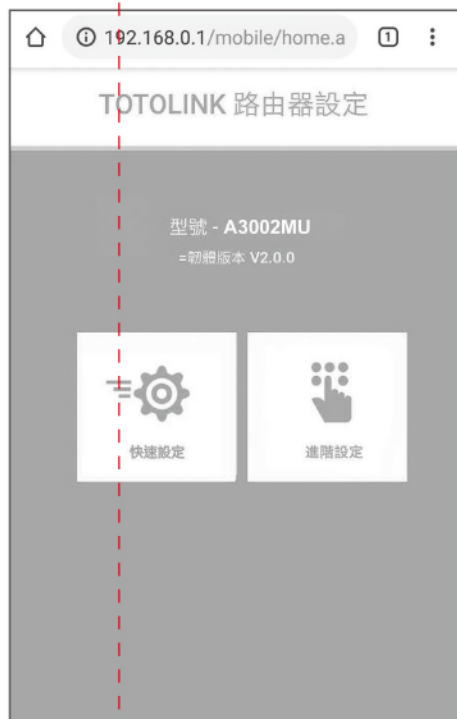 192.168.0.1/mobile/home.a 1
TOTOLINK 路由器設定
型號 - A3002MU
=韌體版本 V2.0.0
快速設定 進階設定